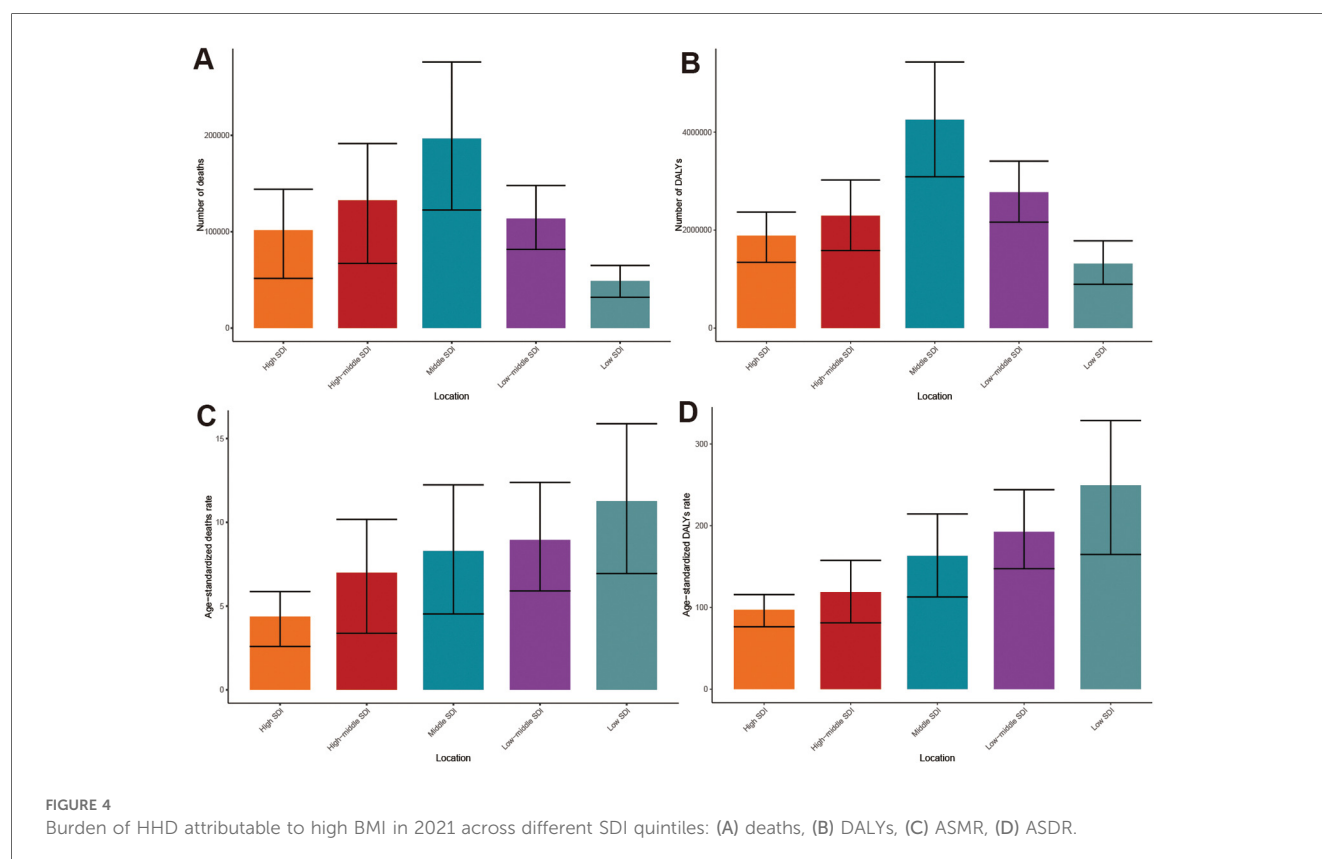 A
Number of deaths
200000
100000
0
High SDI
High-middle SDI
Middle SDI
Low-middle SDI
Low SDI
Location
B
Number of DALYs
4000000
2000000
0
High SDI
High-middle SDI
Middle SDI
Low-middle SDI
Low SDI
Location
C
Age-standardized deaths rate
15
10
5
0
High SDI
High-middle SDI
Middle SDI
Low-middle SDI
Low SDI
Location
D
Age-standardized DALYs rate
300
200
100
0
High SDI
High-middle SDI
Middle SDI
Low-middle SDI
Low SDI
Location
FIGURE 4
Burden of HHD attributable to high BMI in 2021 across different SDI quintiles: (A) deaths, (B) DALYs, (C) ASMR, (D) ASDR.